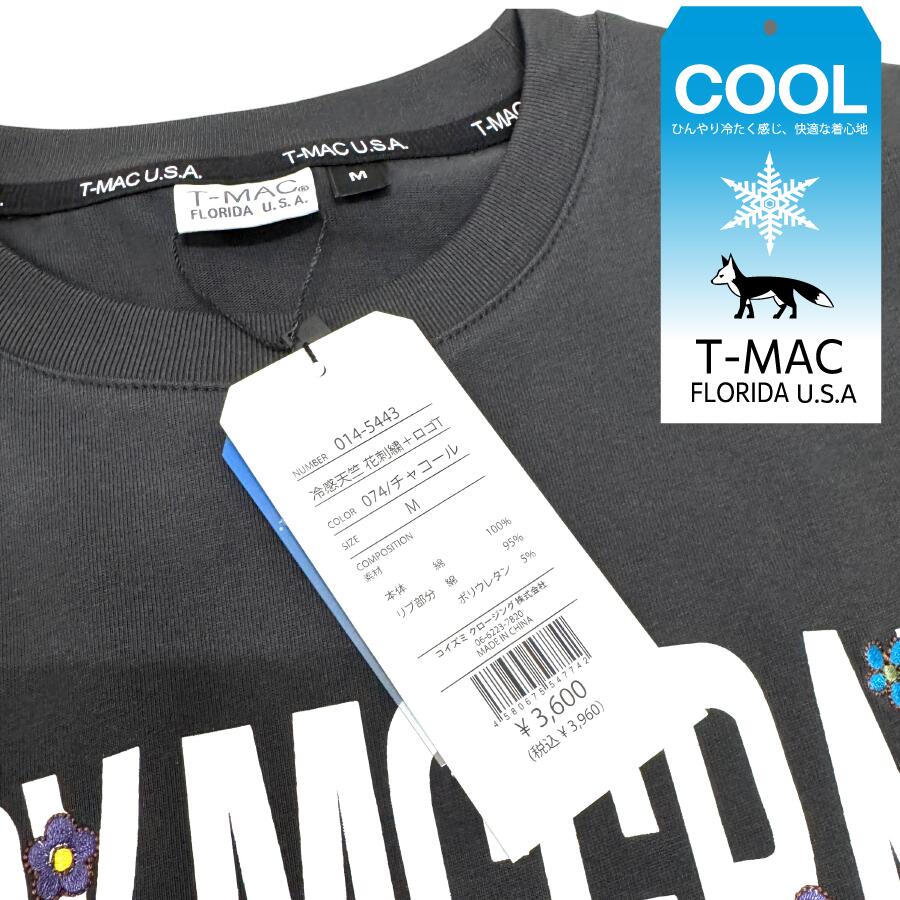 COOL
ひんやり冷たく感じ、快適な着心地
T-MAC
FLORIDA U.S.A
T-MAC U.S.A.
T-MAC U.S.A.
T-MAC
T-MAC®
FLORIDA U.S.A.
M
NUMBER 014-5443
冷感天竺 花刺繍+ロゴT
COLOR 074/チャコール
SIZE M
COMPOSITION
素材
本体 綿 100%
リブ部分 綿 95%
ポリウレタン 5%
コイズミ クロージング 株式会社
06-6223-7820
MADE IN CHINA
4 580675 547742
¥ 3,600
(税込 ¥ 3,960)